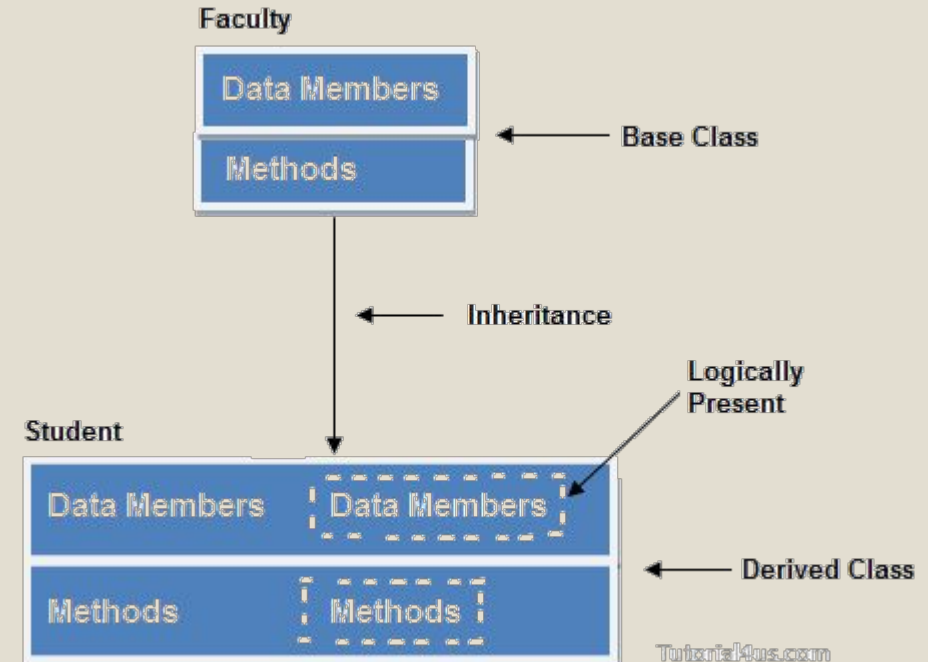 Faculty
Data Members
Base Class
Methods
Inheritance
Logically
Present
Student
Data Members Data Members
Derived Class
Methods Methods
Tutorial4us.com